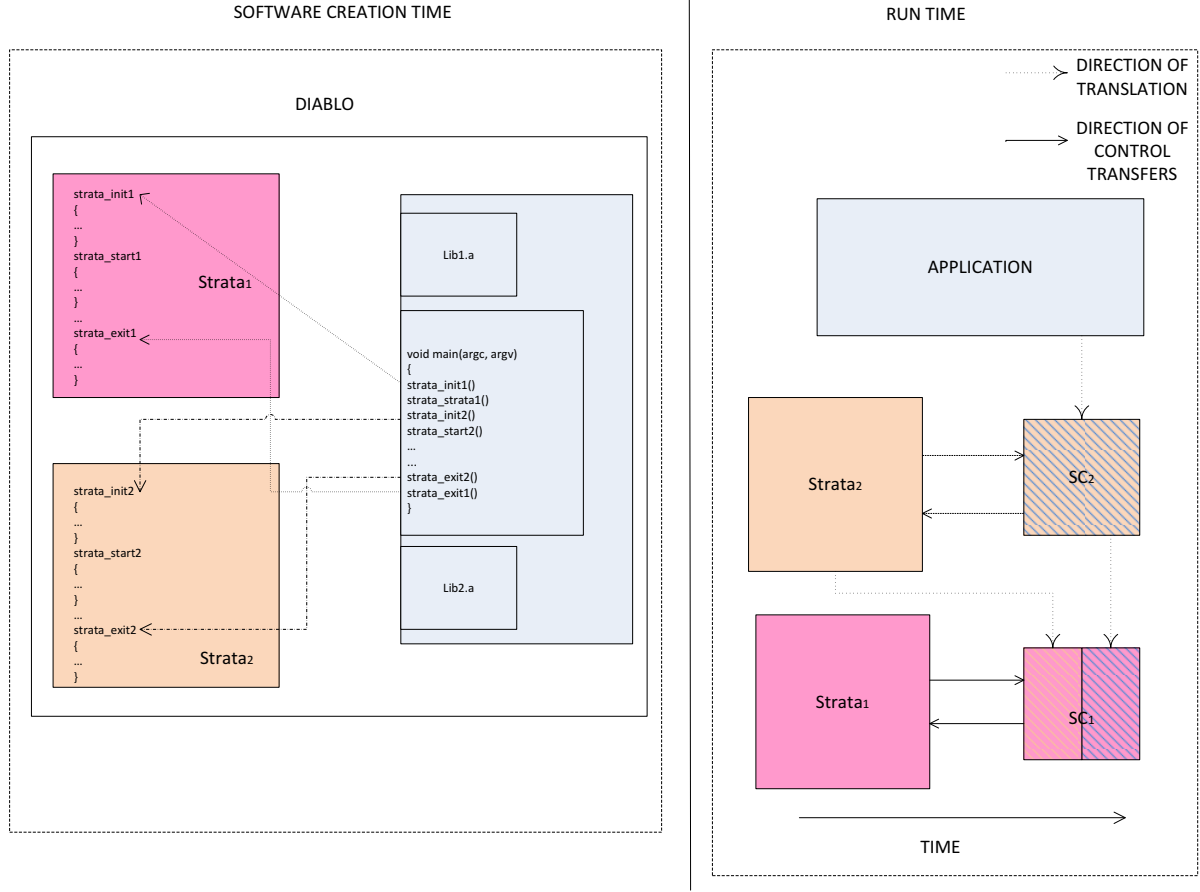 SOFTWARE CREATION TIME
DIABLO
strata_init1
{
...
}
strata_start1
{
...
}
...
strata_exit1
{
...
}
Strata1
strata_init2
{
...
}
strata_start2
{
...
}
...
strata_exit2
{
...
}
Strata2
Lib1.a
void main(argc, argv)
{
strata_init1()
strata_strata1()
strata_init2()
strata_start2()
...
...
strata_exit2()
strata_exit1()
}
Lib2.a
RUN TIME
DIRECTION OF
TRANSLATION
DIRECTION OF
CONTROL
TRANSFERS
APPLICATION
Strata2
SC2
Strata1
SC1
TIME